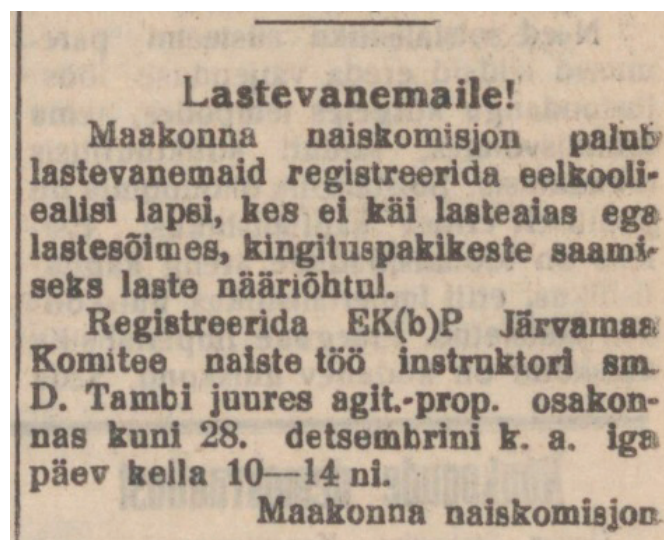 Lastevanemaile!
Maakonna naiskomisjon palub
lastevanemaid registreerida eelkooli-
ealisi lapsi, kes ei käi lasteaias ega
lastesõimes, kingituspakikeste saami-
seks laste nääriõhtul.
Registreerida EK(b)P Järvamaa
Komitee naiste töö instruktori sm.
D. Tambi juures agit.-prop. osakon-
nas kuni 28. detsembrini k. a. iga
päev kella 10—14 ni.
Maakonna naiskomisjon